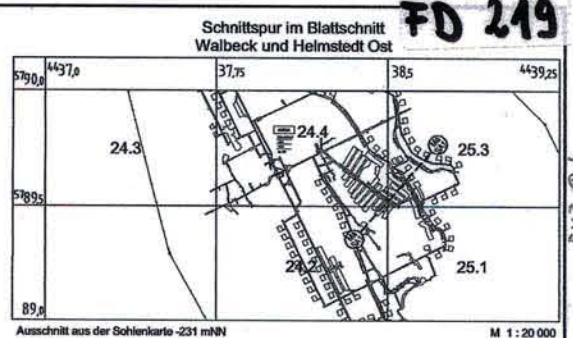 FD 219
Schnittspur im Blattschnitt
Walbeck und Helmstedt Ost
5790,0 4437,0 37,75 38,5 4439,25
24.3 24.4 25.3
5789,5
24.2 25.1
89,0
Ausschnitt aus der Sohlenkarte -231 mNN M 1 : 20 000